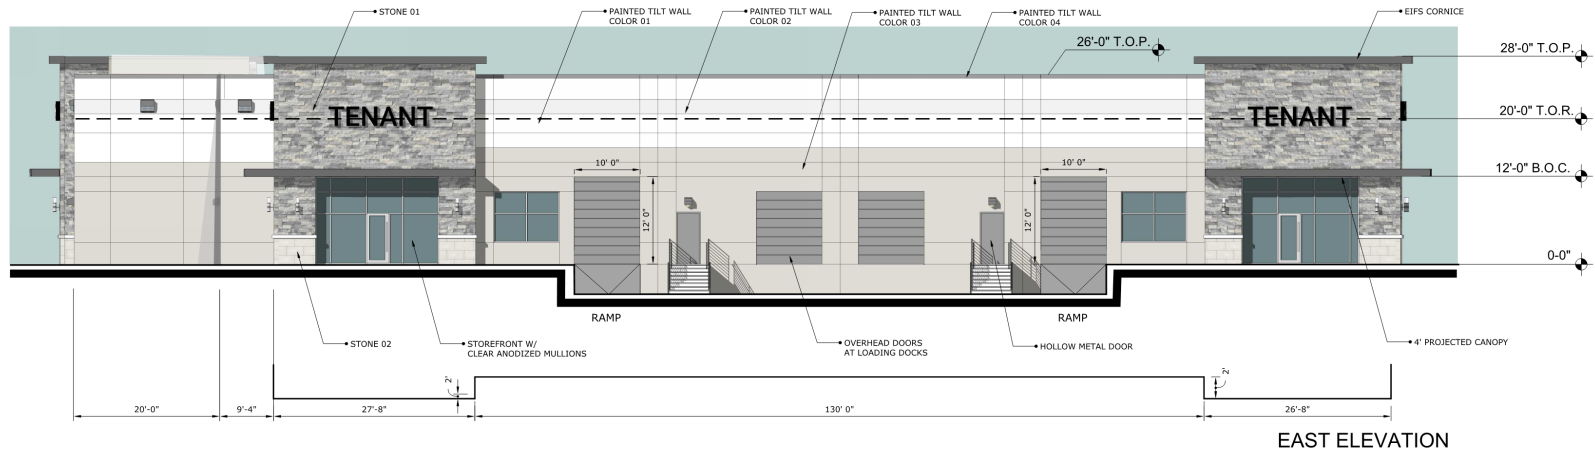 STONE 01
PAINTED TILT WALL
COLOR 01
PAINTED TILT WALL
COLOR 02
PAINTED TILT WALL
COLOR 03
PAINTED TILT WALL
COLOR 04
EIFS CORNICE
26'-0" T.O.P.
28'-0" T.O.P.
TENANT
TENANT
20'-0" T.O.R.
10' 0"
10' 0"
12'-0" B.O.C.
12' 0"
12' 0"
0-0"
RAMP
RAMP
STONE 02
STOREFRONT W/
CLEAR ANODIZED MULLIONS
OVERHEAD DOORS
AT LOADING DOCKS
HOLLOW METAL DOOR
4' PROJECTED CANOPY
2'
2'
20'-0"
9'-4"
27'-8"
130' 0"
26'-8"
EAST ELEVATION